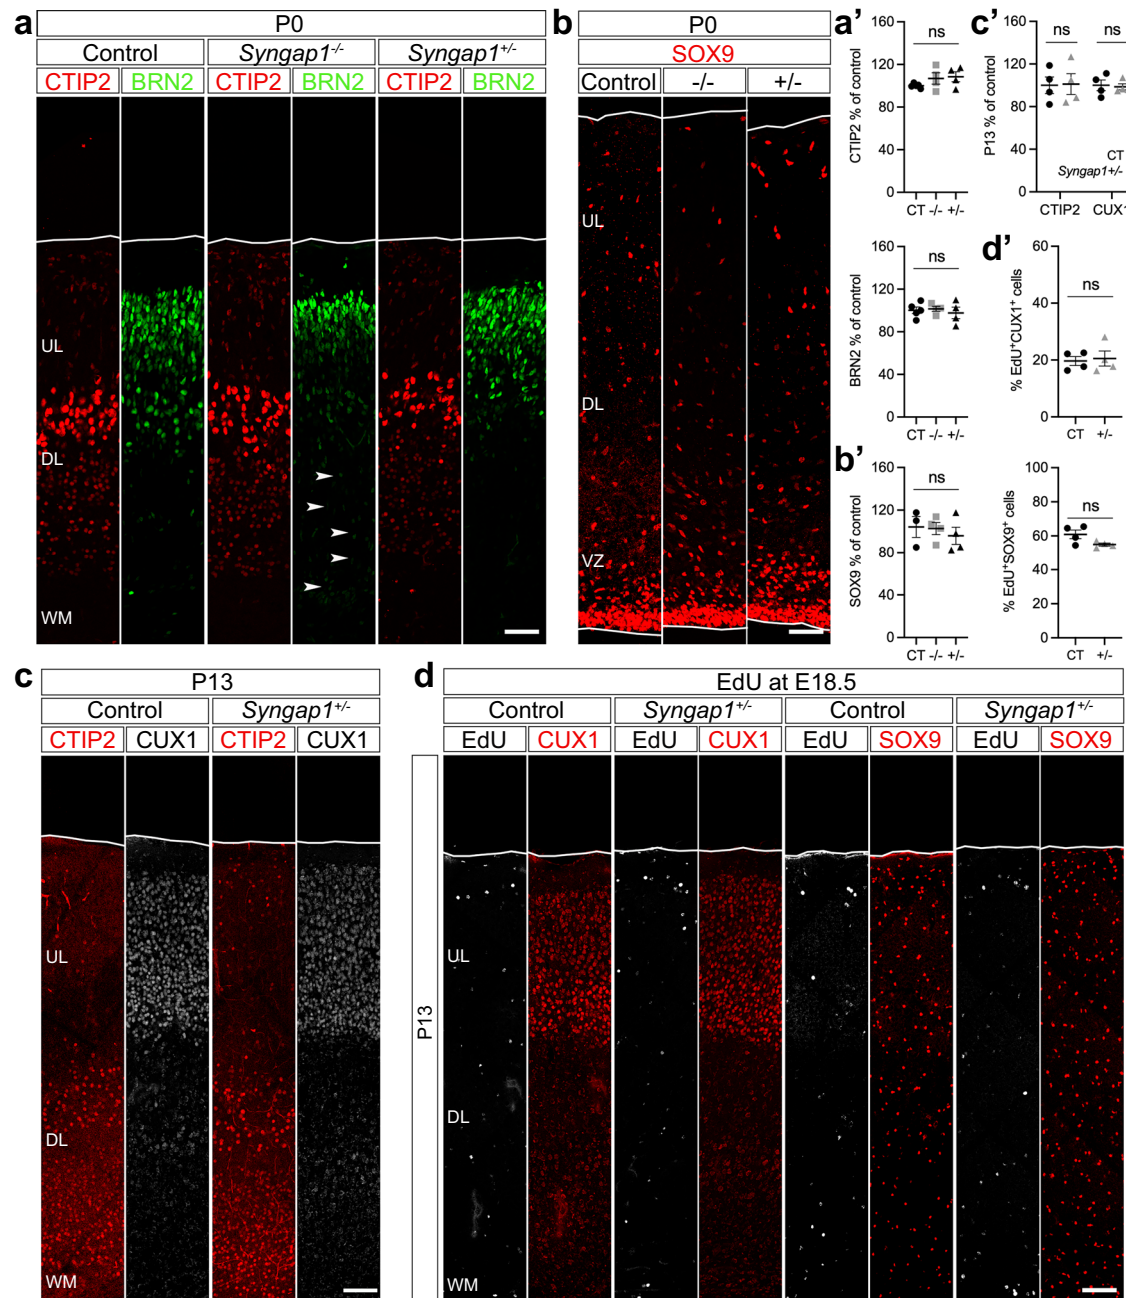 a
P0
Control Syngap1-/- Syngap1+/-
CTIP2 BRN2 CTIP2 BRN2 CTIP2 BRN2
UL
DL
WM
b
P0
SOX9
Control -/- +/-
UL
DL
VZ
a'
CTIP2 % of control
160
120
80
40
0
ns
CT -/- +/-
BRN2 % of control
160
120
80
40
0
ns
CT -/- +/-
b'
SOX9 % of control
160
120
80
40
0
ns
CT -/- +/-
c'
P13 % of control
160
120
80
40
0
ns ns
CT
Syngap1+/-
CTIP2 CUX1
d'
% EdU+CUX1+ cells
60
40
20
0
ns
CT +/-
% EdU+SOX9+ cells
100
80
60
40
20
0
ns
CT +/-
c
P13
Control Syngap1+/-
CTIP2 CUX1 CTIP2 CUX1
UL
DL
WM
d
EdU at E18.5
Control Syngap1+/- Control Syngap1+/-
EdU CUX1 EdU CUX1 EdU SOX9 EdU SOX9
P13
UL
DL
WM